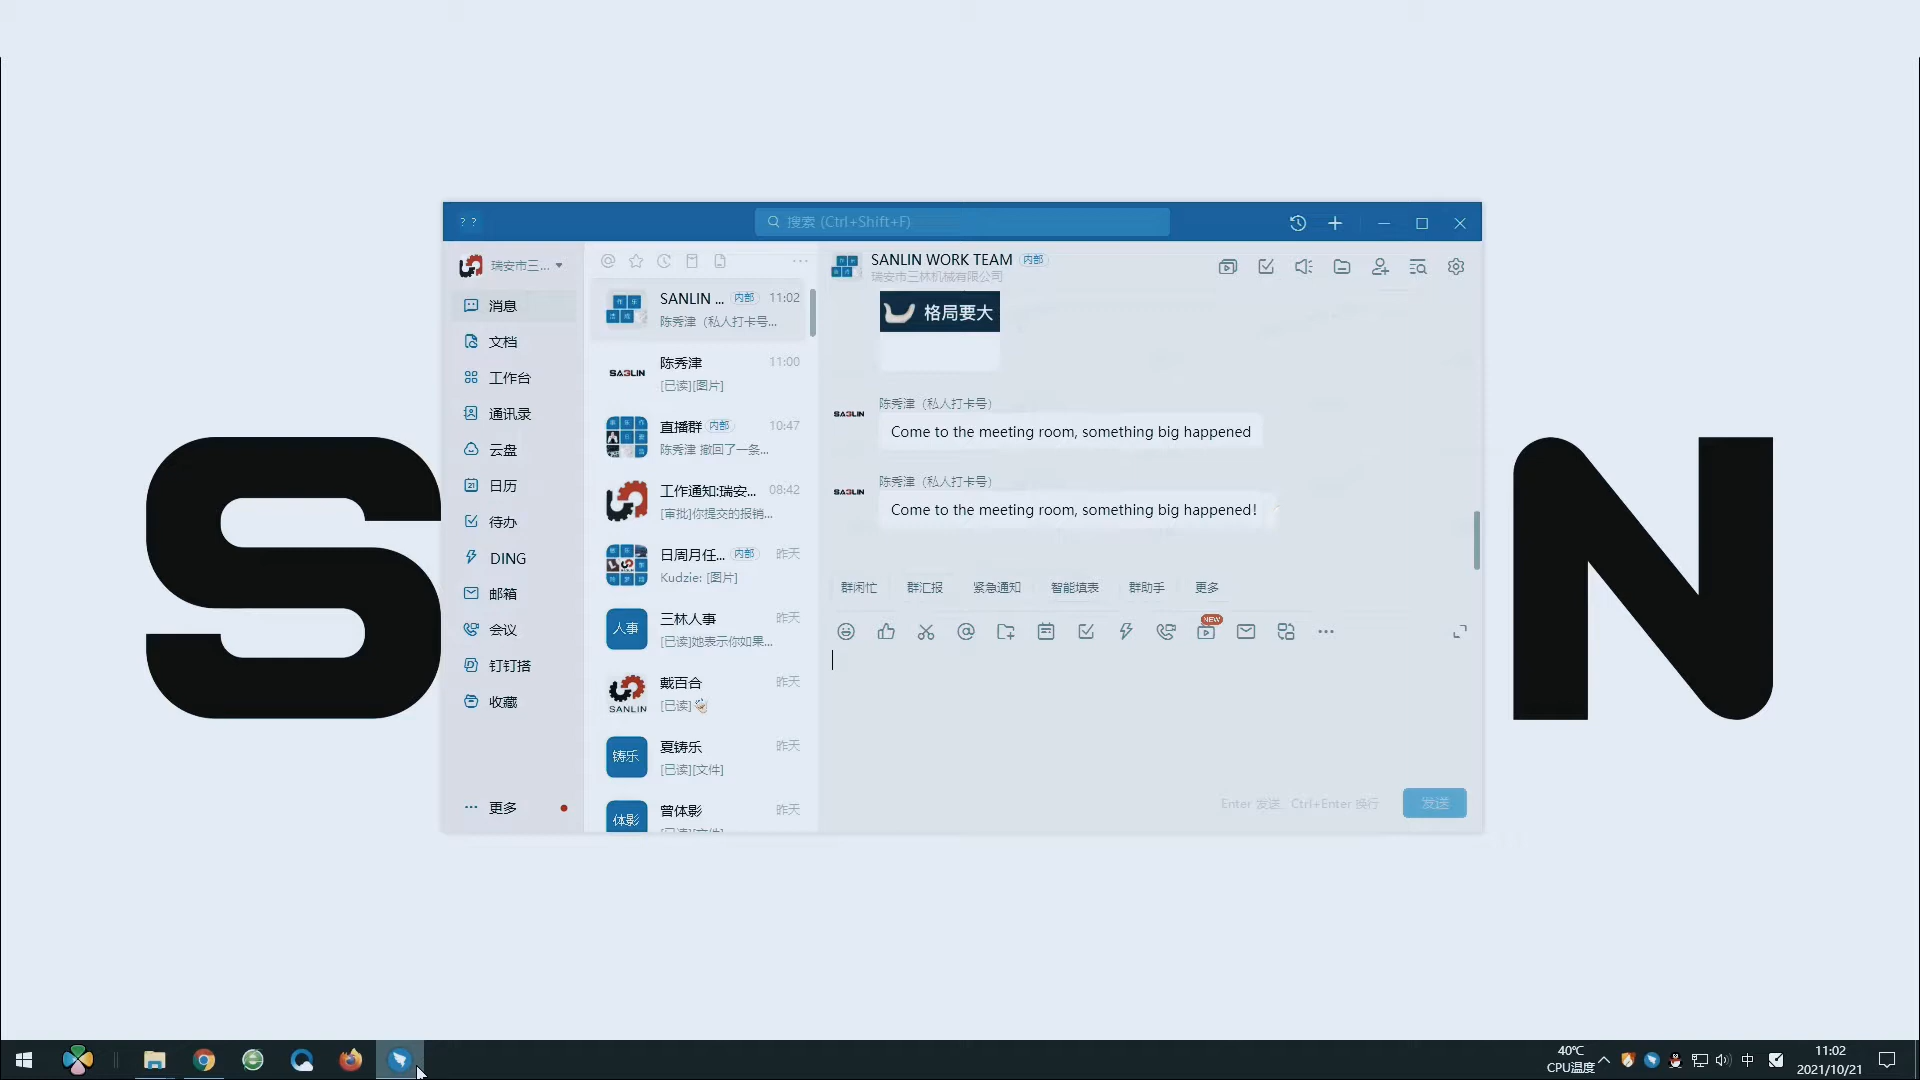 S
N
? ?
搜索 (Ctrl+Shift+F)
瑞安市三...
消息
文档
工作台
通讯录
云盘
日历
待办
DING
邮箱
会议
钉钉搭
收藏
更多
SANLIN ... 内部 11:02
陈秀津（私人打卡号...
SANLIN
陈秀津 11:00
[已读][图片]
直播群 内部 10:47
陈秀津 撤回了一条...
工作通知:瑞安... 08:42
[审批]你提交的报销...
日周月任... 内部 昨天
Kudzie: [图片]
人事
三林人事 昨天
[已读]她表示你如果...
SANLIN
戴百合 昨天
[已读]
铸乐
夏铸乐 昨天
[已读][文件]
体影
曾体影 昨天
[已读][文件]
SANLIN WORK TEAM 内部
瑞安市三林机械有限公司
格局要大
SANLIN
陈秀津（私人打卡号）
Come to the meeting room, something big happened
SANLIN
陈秀津（私人打卡号）
Come to the meeting room, something big happened!
群闲忙 群汇报 紧急通知 智能填表 群助手 更多
NEW
Enter 发送, Ctrl+Enter 换行
发送
40℃
CPU温度
中
11:02
2021/10/21